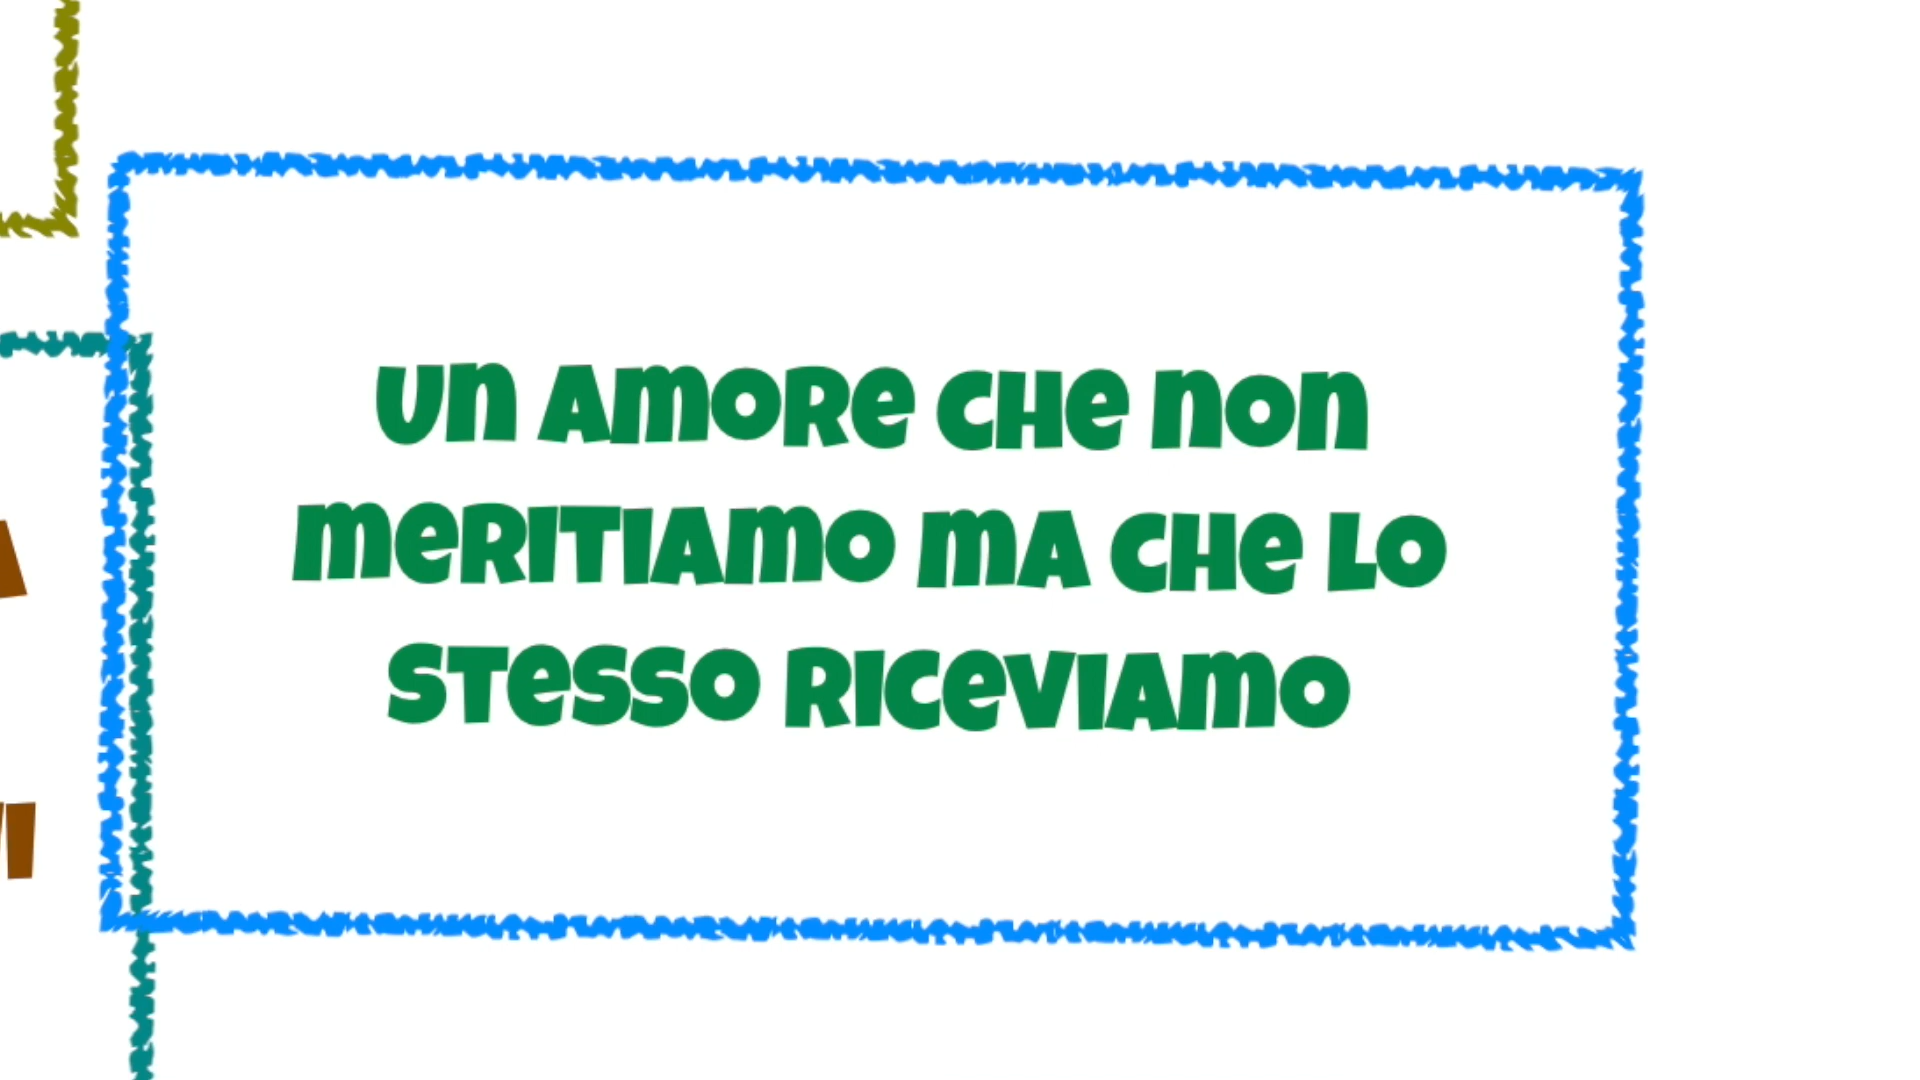 Un amore che non
meritiamo ma che lo
stesso riceviamo